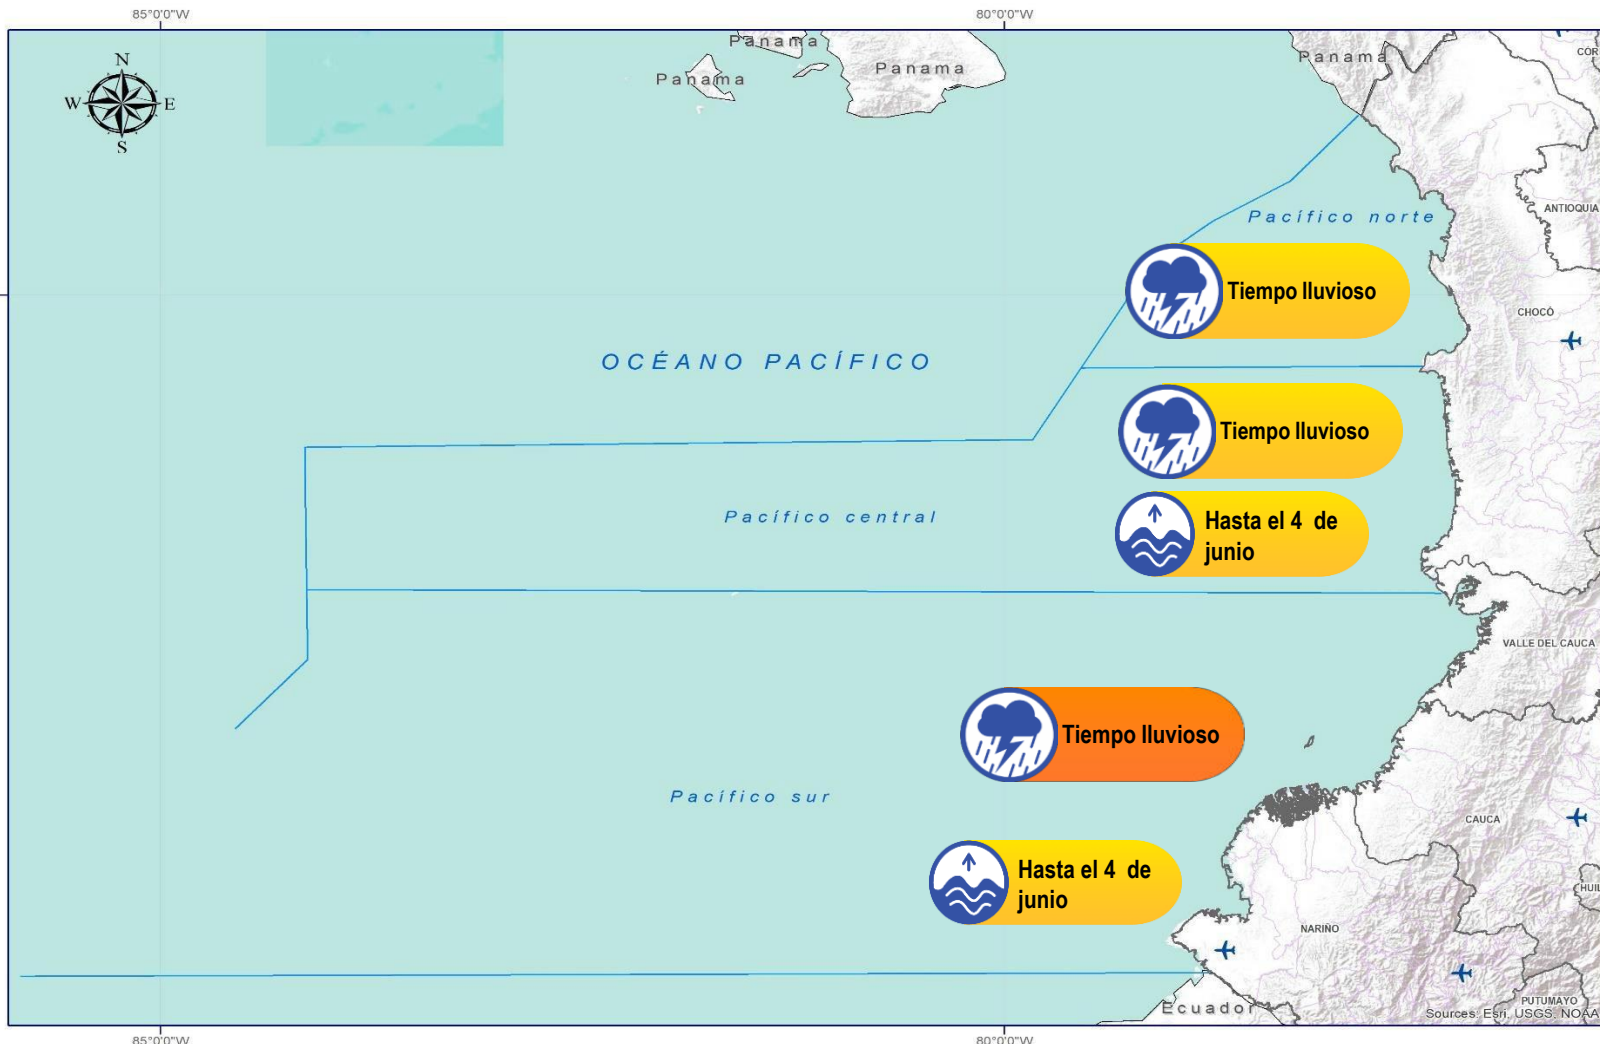 85°0'0"W
80°0'0"W
N
W
E
S
Panama
Panama
Panama
Panama
COR
ANTIOQUIA
Pacífico norte
Tiempo lluvioso
CHOCÓ
OCÉANO PACÍFICO
Tiempo lluvioso
Pacífico central
Hasta el 4 de
junio
VALLE DEL CAUCA
Tiempo lluvioso
Pacífico sur
CAUCA
Hasta el 4 de
junio
HUIL
NARIÑO
PUTUMAYO
Ecuador
Sources: Esri, USGS, NOAA
85°0'0"W
80°0'0"W